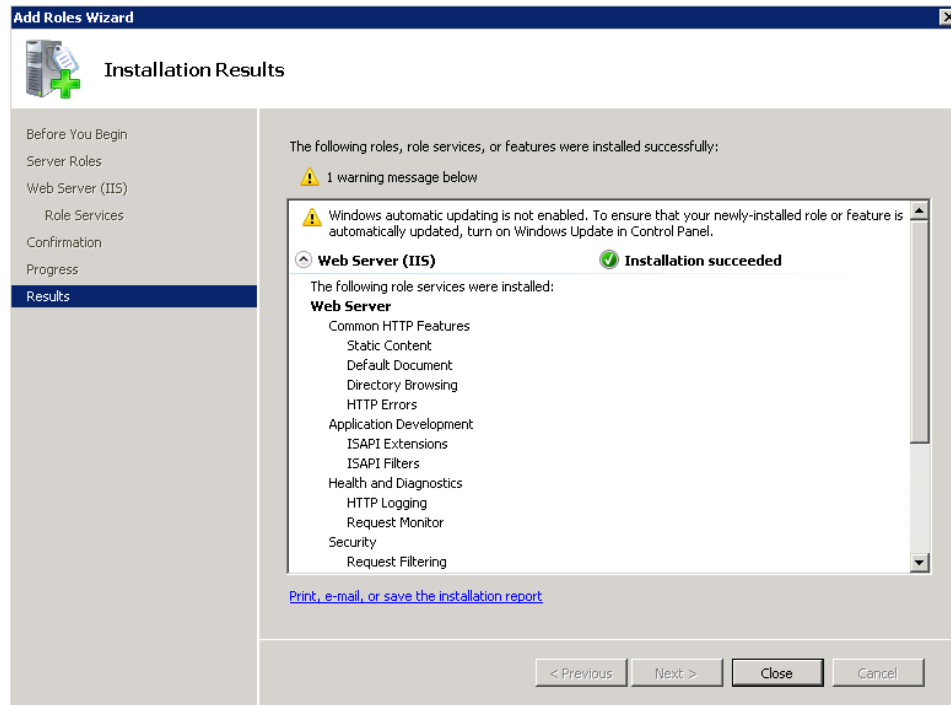 Add Roles Wizard
Installation Results
Before You Begin
Server Roles
Web Server (IIS)
Role Services
Confirmation
Progress
Results
The following roles, role services, or features were installed successfully:
1 warning message below
Windows automatic updating is not enabled. To ensure that your newly-installed role or feature is
automatically updated, turn on Windows Update in Control Panel.
Web Server (IIS) Installation succeeded
The following role services were installed:
Web Server
Common HTTP Features
Static Content
Default Document
Directory Browsing
HTTP Errors
Application Development
ISAPI Extensions
ISAPI Filters
Health and Diagnostics
HTTP Logging
Request Monitor
Security
Request Filtering
Print, e-mail, or save the installation report
< Previous Next > Close Cancel